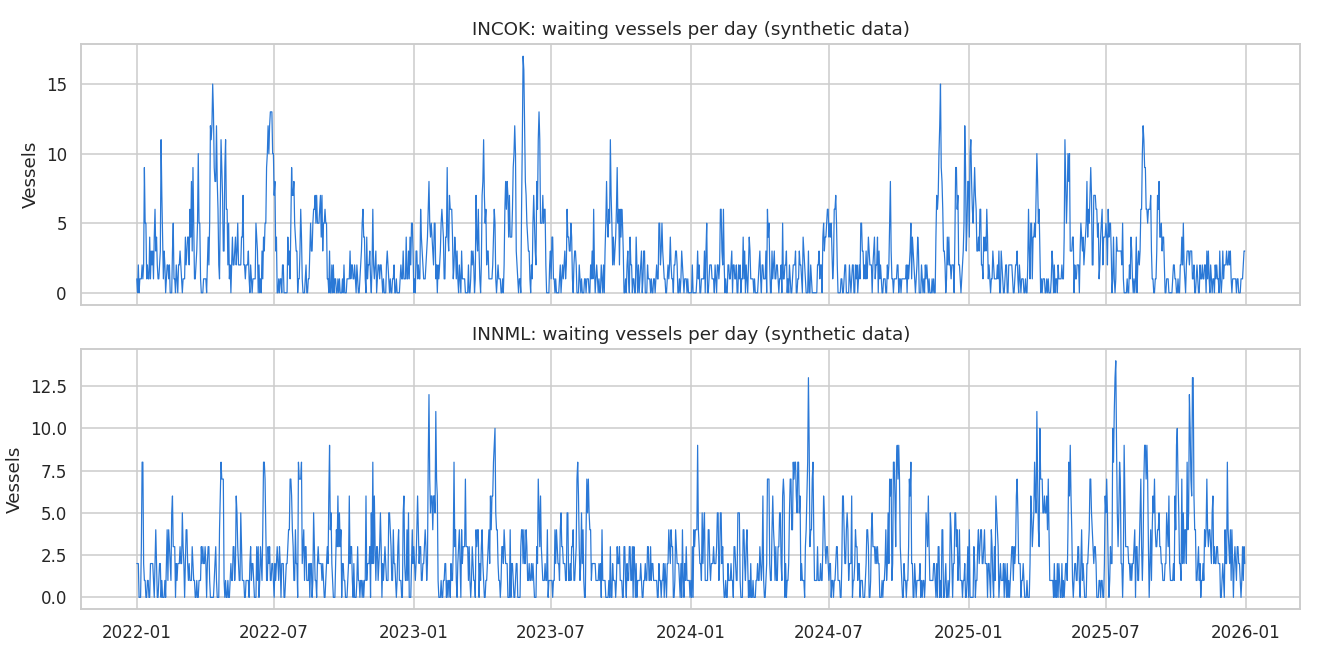 INCOK: waiting vessels per day (synthetic data)
Vessels
15
10
5
0
INNML: waiting vessels per day (synthetic data)
Vessels
12.5
10.0
7.5
5.0
2.5
0.0
2022-01 2022-07 2023-01 2023-07 2024-01 2024-07 2025-01 2025-07 2026-01